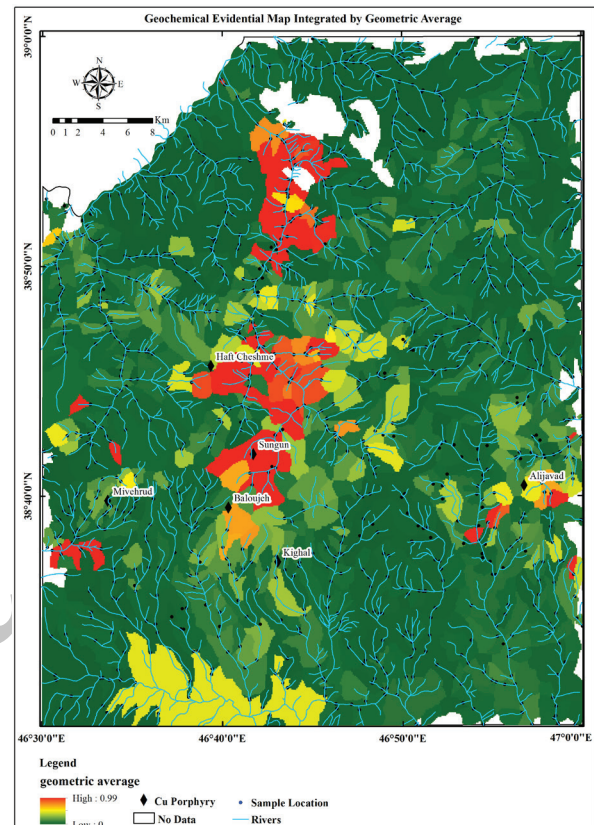 Geochemical Evidential Map Integrated by Geometric Average
39°0'0"N
N
W E
S
Km
0 1 2 4 6 8
38°50'0"N
Haft Cheshme
Sungun
Alijavad
38°40'0"N
Mivehrud
Baloujeh
Kighal
46°30'0"E 46°40'0"E 46°50'0"E 47°0'0"E
Legend
geometric average
High : 0.99 Cu Porphyry Sample Location
Low : 0 No Data Rivers